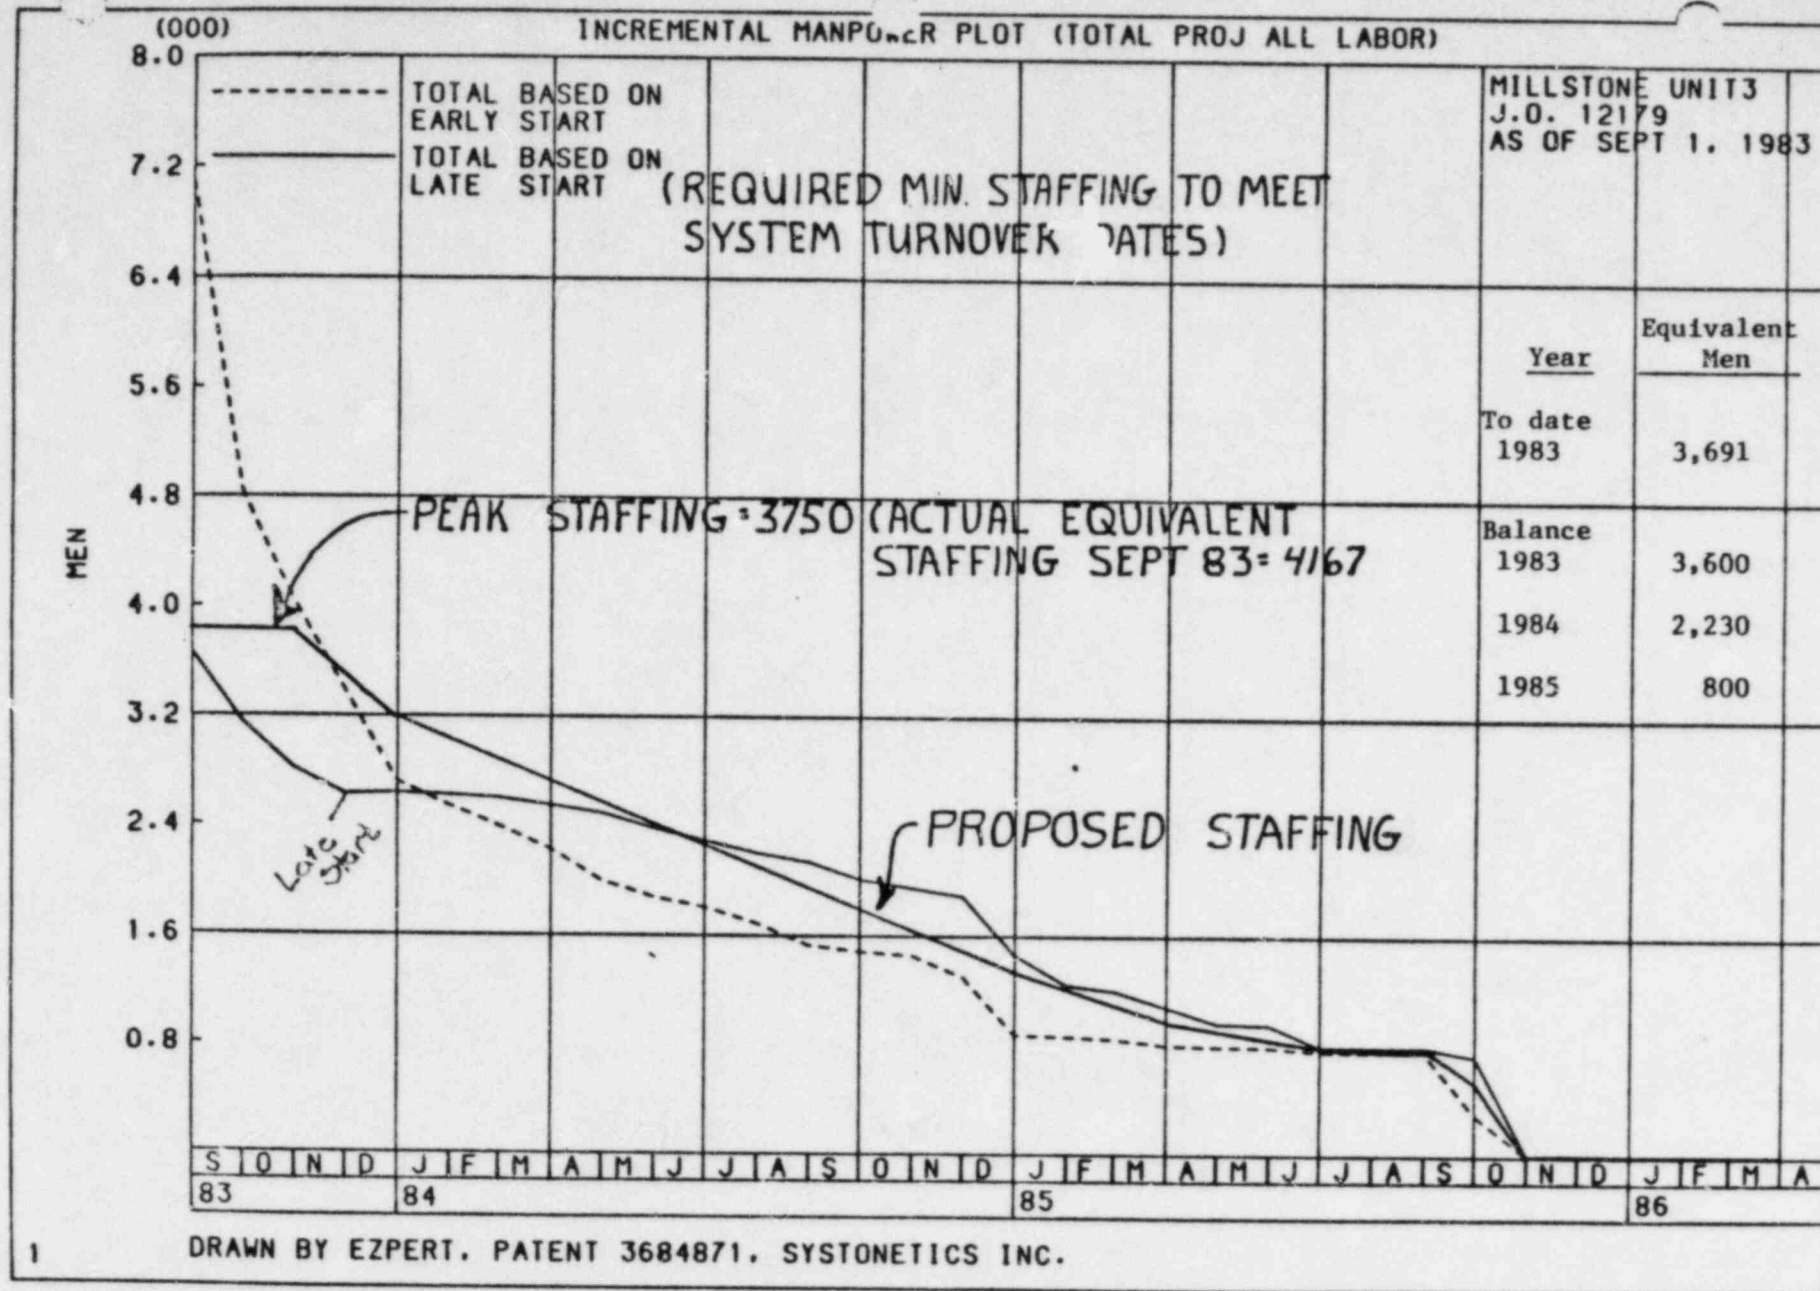 (000)
INCREMENTAL MANPOWER PLOT (TOTAL PROJ ALL LABOR)
8.0
7.2
6.4
5.6
4.8
4.0
3.2
2.4
1.6
0.8
MEN
TOTAL BASED ON
EARLY START
TOTAL BASED ON
LATE START
(REQUIRED MIN. STAFFING TO MEET
SYSTEM TURNOVER DATES)
MILLSTONE UNIT3
J.O. 12179
AS OF SEPT 1. 1983
Year
Equivalent
Men
To date
1983 3,691
Balance
1983 3,600
1984 2,230
1985 800
PEAK STAFFING=3750 (ACTUAL EQUIVALENT
STAFFING SEPT 83=4167
Late
Start
PROPOSED STAFFING
S O N D J F M A M J J A S O N D J F M A M J J A S O N D J F M A
83 84 85 86
1
DRAWN BY EZPERT. PATENT 3684871. SYSTONETICS INC.